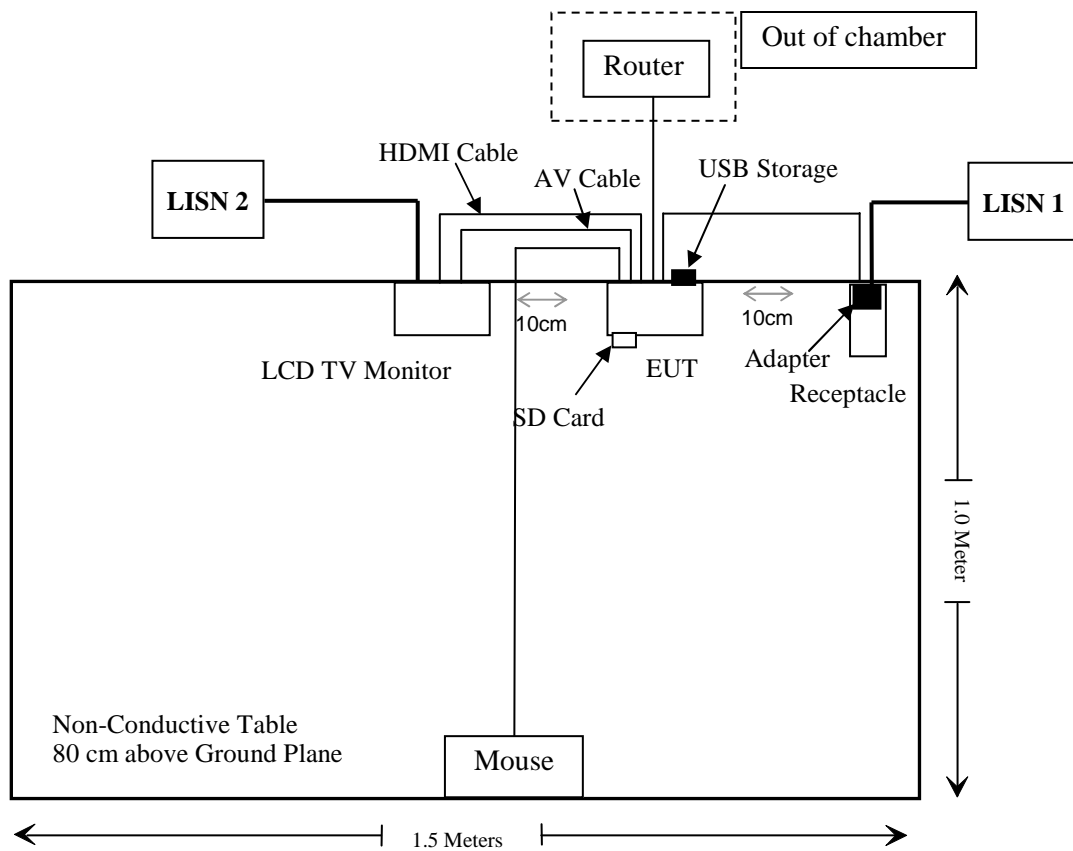 Out of chamber
Router
HDMI Cable
USB Storage
AV Cable
LISN 2
LISN 1
10cm
10cm
LCD TV Monitor
EUT
Adapter
Receptacle
SD Card
1.0 Meter
Non-Conductive Table
80 cm above Ground Plane
Mouse
1.5 Meters